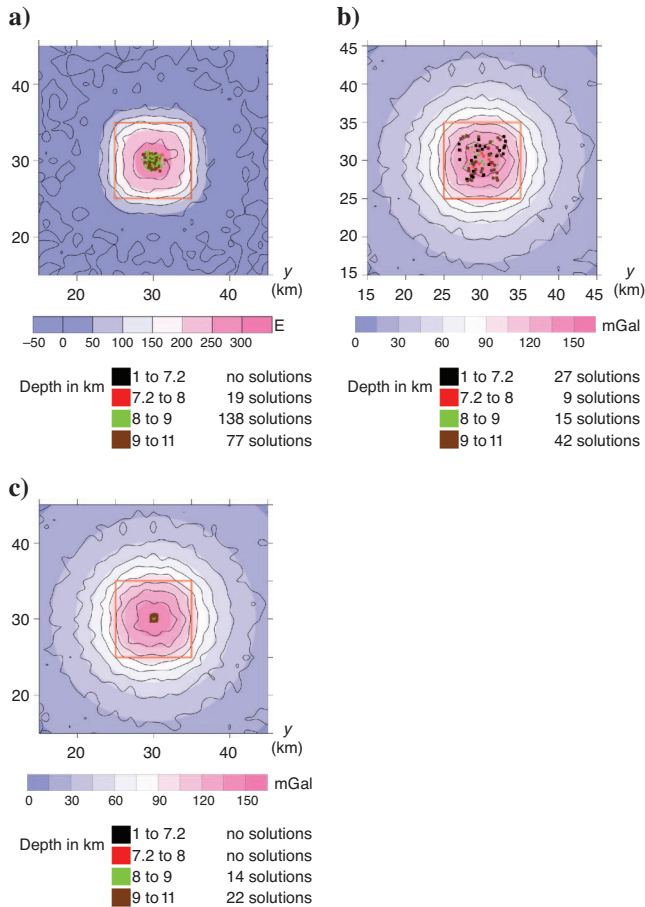 a)
40
30
20
20 30 40
y
(km)
E
−50 0 50 100 150 200 250 300
Depth in km
1 to 7.2 no solutions
7.2 to 8 19 solutions
8 to 9 138 solutions
9 to 11 77 solutions
b)
45
40
35
30
25
20
15
15 20 25 30 35 40 45
y
(km)
mGal
0 30 60 90 120 150
Depth in km
1 to 7.2 27 solutions
7.2 to 8 9 solutions
8 to 9 15 solutions
9 to 11 42 solutions
c)
40
30
20
20 30 40
y
(km)
mGal
0 30 60 90 120 150
Depth in km
1 to 7.2 no solutions
7.2 to 8 no solutions
8 to 9 14 solutions
9 to 11 22 solutions